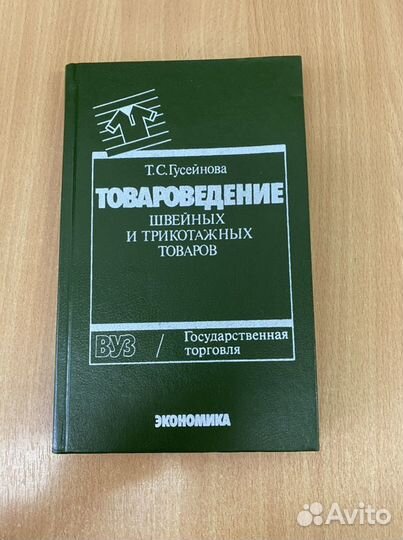 Т.С.Гусейнова
ТОВАРОВЕДЕНИЕ
ШВЕЙНЫХ
И ТРИКОТАЖНЫХ
ТОВАРОВ
ВУЗ / Государственная
торговля
ЭКОНОМИКА
Avito